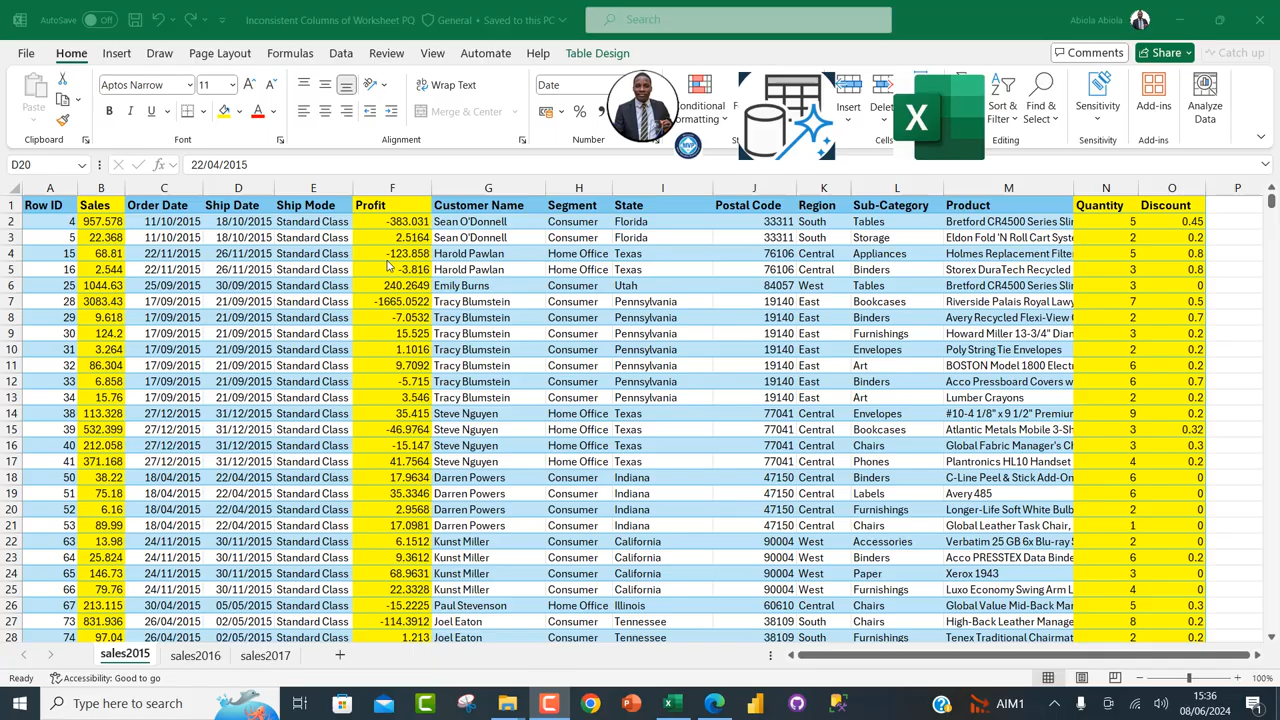 AutoSave Off Inconsistent Columns of Worksheet PQ General • Saved to this PC Search Abiola Abiola
File Home Insert Draw Page Layout Formulas Data Review View Automate Help Table Design Comments Share Catch up
Aptos Narrow 11 Wrap Text Date
Paste B I U Merge & Center Conditional Formatting Insert Delete Sort & Filter Find & Select Sensitivity Add-ins Analyze Data
Clipboard Font Alignment Number Cells Sensitivity Add-ins
D20 fx 22/04/2015
A B C D E F G H I J K L M N O P
1 Row ID Sales Order Date Ship Date Ship Mode Profit Customer Name Segment State Postal Code Region Sub-Category Product Quantity Discount
2 4 957.578 11/10/2015 18/10/2015 Standard Class -383.031 Sean O'Donnell Consumer Florida 33311 South Tables Bretford CR4500 Series Slim 5 0.45
3 5 22.368 11/10/2015 18/10/2015 Standard Class 2.5164 Sean O'Donnell Consumer Florida 33311 South Storage Eldon Fold 'N Roll Cart Syste 2 0.2
4 15 68.81 22/11/2015 26/11/2015 Standard Class -123.858 Harold Pawlan Home Office Texas 76106 Central Appliances Holmes Replacement Filter 5 0.8
5 16 2.544 22/11/2015 26/11/2015 Standard Class -3.816 Harold Pawlan Home Office Texas 76106 Central Binders Storex DuraTech Recycled 3 0.8
6 25 1044.63 25/09/2015 30/09/2015 Standard Class 240.2649 Emily Burns Consumer Utah 84057 West Tables Bretford CR4500 Series Slim 3 0
7 28 3083.43 17/09/2015 21/09/2015 Standard Class -1665.0522 Tracy Blumstein Consumer Pennsylvania 19140 East Bookcases Riverside Palais Royal Lawy 7 0.5
8 29 9.618 17/09/2015 21/09/2015 Standard Class -7.0532 Tracy Blumstein Consumer Pennsylvania 19140 East Binders Avery Recycled Flexi-View 2 0.7
9 30 124.2 17/09/2015 21/09/2015 Standard Class 15.525 Tracy Blumstein Consumer Pennsylvania 19140 East Furnishings Howard Miller 13-3/4" Diam 3 0.2
10 31 3.264 17/09/2015 21/09/2015 Standard Class 1.1016 Tracy Blumstein Consumer Pennsylvania 19140 East Envelopes Poly String Tie Envelopes 2 0.2
11 32 86.304 17/09/2015 21/09/2015 Standard Class 9.7092 Tracy Blumstein Consumer Pennsylvania 19140 East Art BOSTON Model 1800 Electr 6 0.2
12 33 6.858 17/09/2015 21/09/2015 Standard Class -5.715 Tracy Blumstein Consumer Pennsylvania 19140 East Binders Acco Pressboard Covers w 6 0.7
13 34 15.76 17/09/2015 21/09/2015 Standard Class 3.546 Tracy Blumstein Consumer Pennsylvania 19140 East Art Lumber Crayons 2 0.2
14 38 113.328 27/12/2015 31/12/2015 Standard Class 35.415 Steve Nguyen Home Office Texas 77041 Central Envelopes #10-4 1/8" x 9 1/2" Premium 9 0.2
15 39 532.399 27/12/2015 31/12/2015 Standard Class -46.9764 Steve Nguyen Home Office Texas 77041 Central Bookcases Atlantic Metals Mobile 3-Sh 3 0.32
16 40 212.058 27/12/2015 31/12/2015 Standard Class -15.147 Steve Nguyen Home Office Texas 77041 Central Chairs Global Fabric Manager's C 3 0.3
17 41 371.168 27/12/2015 31/12/2015 Standard Class 41.7564 Steve Nguyen Home Office Texas 77041 Central Phones Plantronics HL10 Handset 4 0.2
18 50 38.22 18/04/2015 22/04/2015 Standard Class 17.9634 Darren Powers Consumer Indiana 47150 Central Binders C-Line Peel & Stick Add-On 6 0
19 51 75.18 18/04/2015 22/04/2015 Standard Class 35.3346 Darren Powers Consumer Indiana 47150 Central Labels Avery 485 6 0
20 52 6.16 18/04/2015 22/04/2015 Standard Class 2.9568 Darren Powers Consumer Indiana 47150 Central Furnishings Longer-Life Soft White Bulb 2 0
21 53 89.99 18/04/2015 22/04/2015 Standard Class 17.0981 Darren Powers Consumer Indiana 47150 Central Chairs Global Leather Task Chair, 1 0
22 63 13.98 24/11/2015 30/11/2015 Standard Class 6.1512 Kunst Miller Consumer California 90004 West Accessories Verbatim 25 GB 6x Blu-ray 2 0
23 64 25.824 24/11/2015 30/11/2015 Standard Class 9.3612 Kunst Miller Consumer California 90004 West Binders Acco PRESSTEX Data Binde 6 0.2
24 65 146.73 24/11/2015 30/11/2015 Standard Class 68.9631 Kunst Miller Consumer California 90004 West Paper Xerox 1943 3 0
25 66 79.76 24/11/2015 30/11/2015 Standard Class 22.3328 Kunst Miller Consumer California 90004 West Furnishings Luxo Economy Swing Arm L 4 0
26 67 213.115 30/04/2015 05/05/2015 Standard Class -15.2225 Paul Stevenson Home Office Illinois 60610 Central Chairs Global Value Mid-Back Man 5 0.3
27 73 831.936 26/04/2015 02/05/2015 Standard Class -114.3912 Joel Eaton Consumer Tennessee 38109 South Chairs High-Back Leather Manage 8 0.2
28 74 97.04 26/04/2015 02/05/2015 Standard Class 1.213 Joel Eaton Consumer Tennessee 38109 South Furnishings Tenex Traditional Chairmat 2 0.2
sales2015 sales2016 sales2017
Ready Accessibility: Good to go 100%
Type here to search AIM1 15:36
08/06/2024